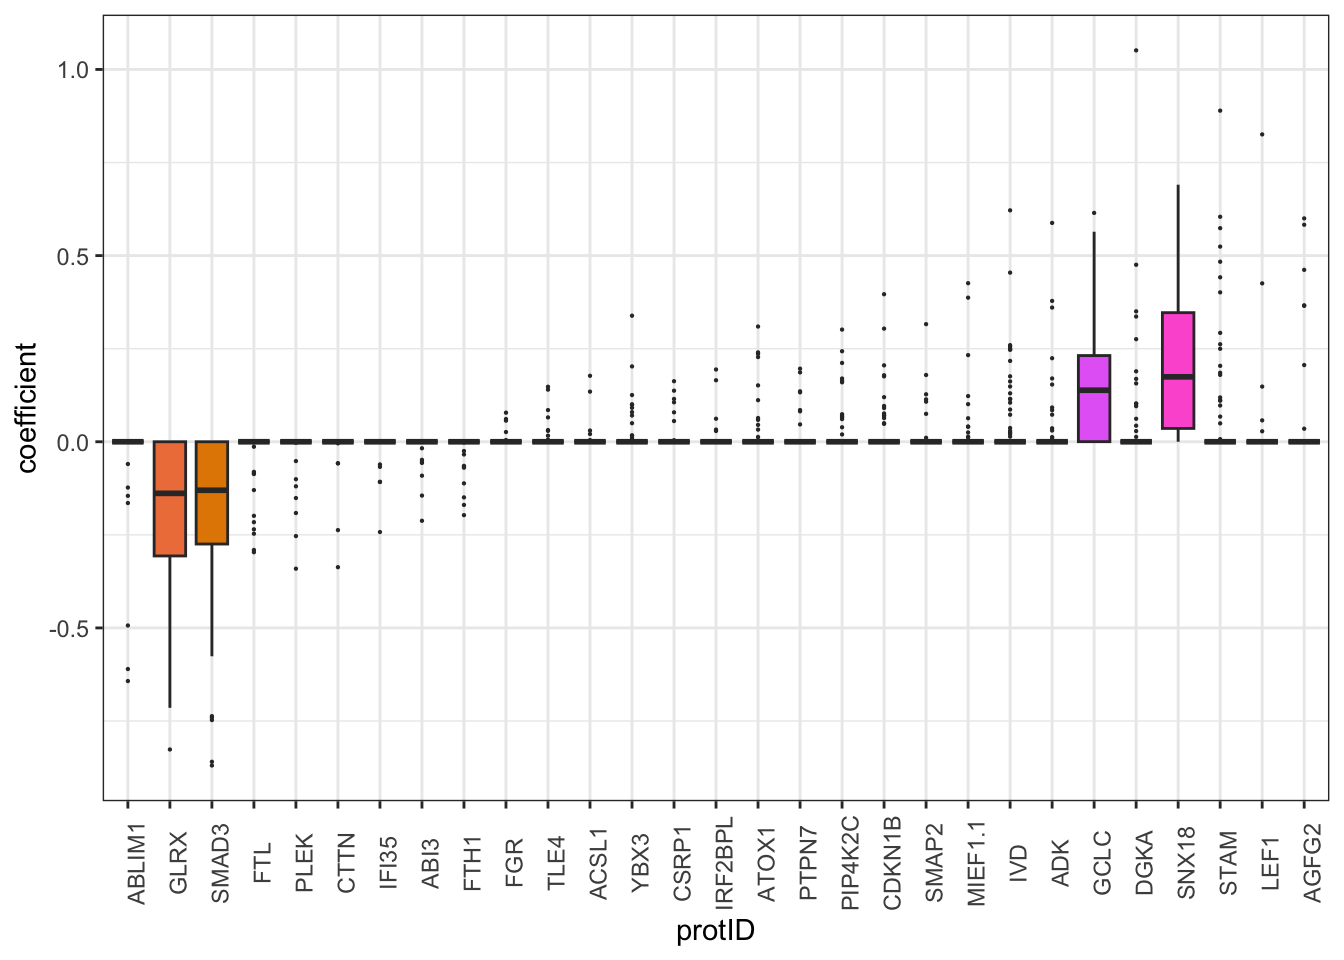 1.0
0.5
0.0
-0.5
coefficient
ABLIM1
GLRX
SMAD3
FTL
PLEK
CTTN
IFI35
ABI3
FTH1
FGR
TLE4
ACSL1
YBX3
CSRP1
IRF2BPL
ATOX1
PTPN7
PIP4K2C
CDKN1B
SMAP2
MIEF1.1
IVD
ADK
GCLC
DGKA
SNX18
STAM
LEF1
AGFG2
protID